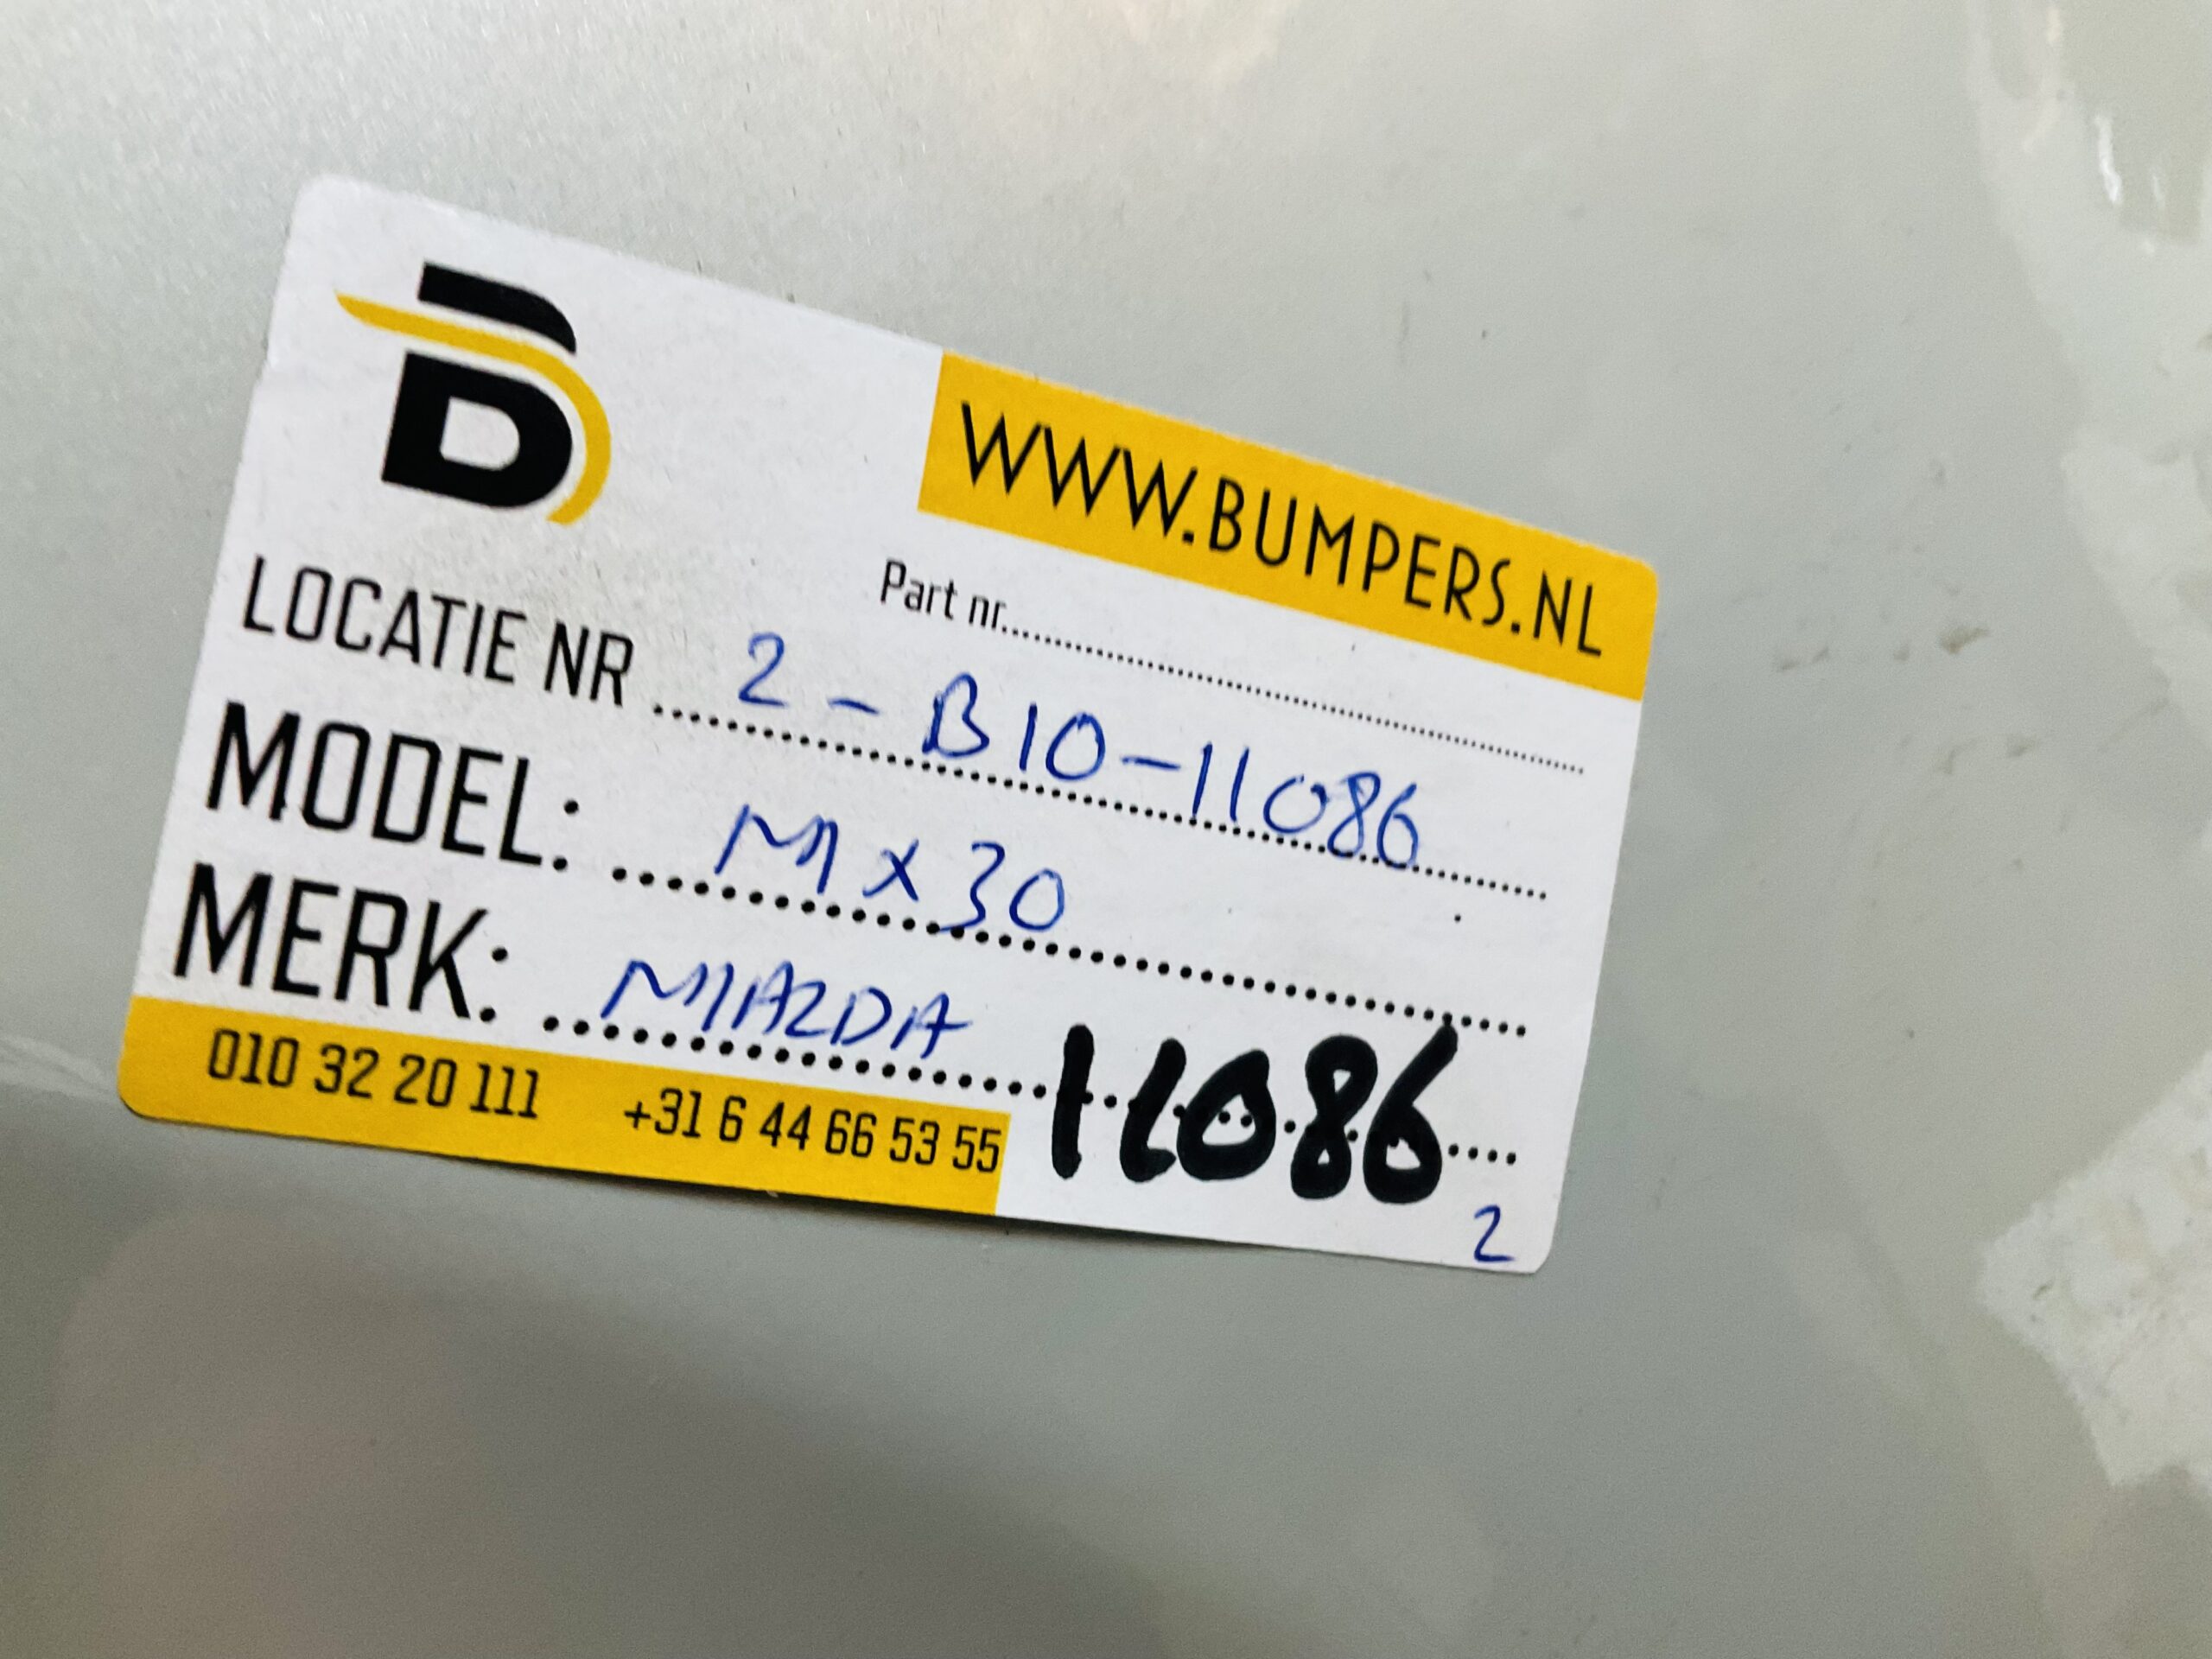 B
WWW.BUMPERS.NL
Part nr.
LOCATIE NR 2-B10-11086
MODEL: MX30
MERK: MAZDA
11086
010 32 20 111 +31 6 44 66 53 55
2